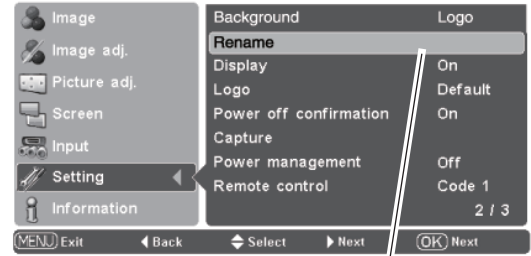 Image
Image adj.
Picture adj.
Screen
Input
Setting
Information
Background Logo
Rename
Display On
Logo Default
Power off confirmation On
Capture
Power management Off
Remote control Code 1
2 / 3
MENU Exit Back Select Next OK Next